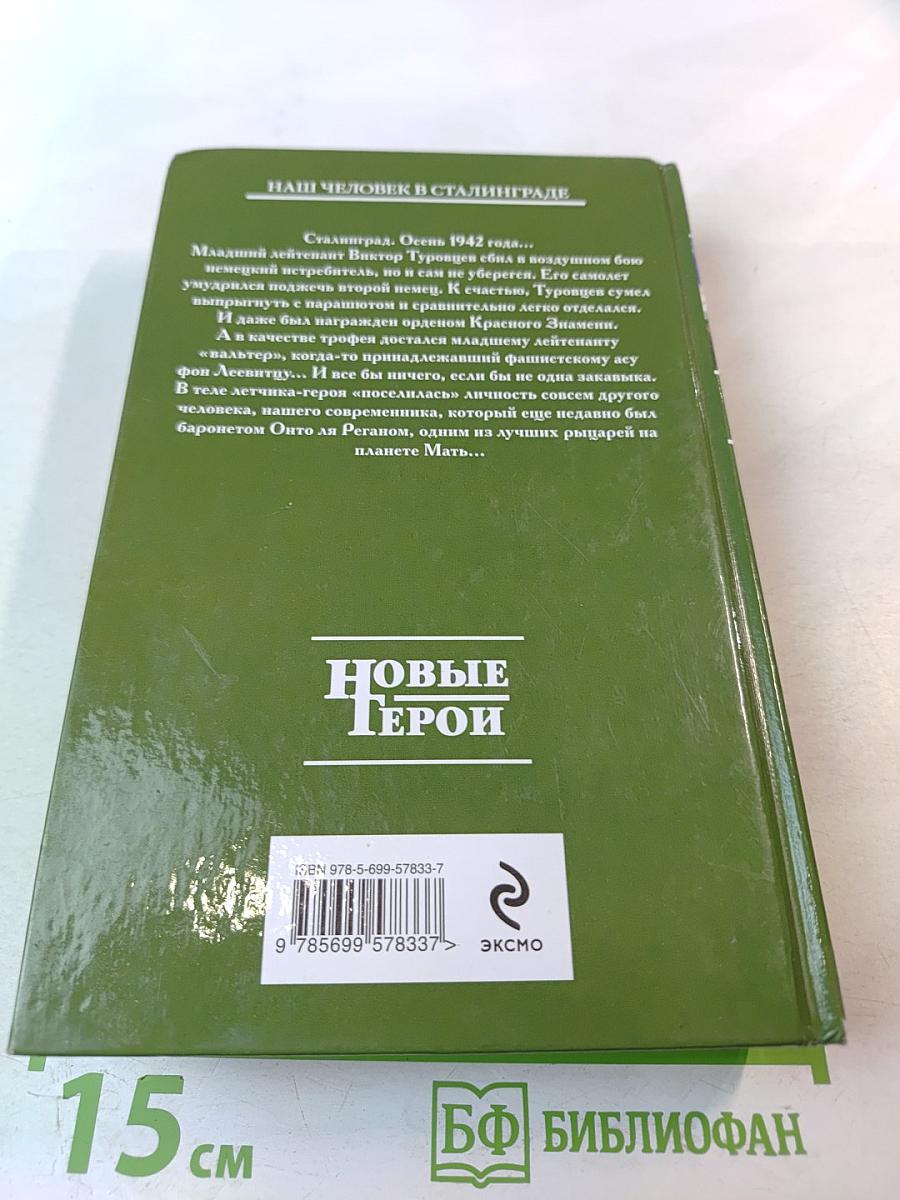 НАШ ЧЕЛОВЕК В СТАЛИНГРАДЕ
Сталинград. Осень 1942 года...
Младший лейтенант Виктор Туровцев сбил в воздушном бою
немецкий истребитель, но и сам не уберегся. Его самолет
умудрился поджечь второй немец. К счастью, Туровцев сумел
выпрыгнуть с парашютом и сравнительно легко отделался.
И даже был награжден орденом Красного Знамени.
А в качестве трофея достался младшему лейтенанту
«вальтер», когда-то принадлежавший фашистскому асу
фон Леевитцу... И все бы ничего, если бы не одна закавыка.
В теле летчика-героя «поселилась» личность совсем другого
человека, нашего современника, который еще недавно был
баронетом Онто ля Реганом, одним из лучших рыцарей на
планете Мать...
НОВЫЕ
ГЕРОИ
ISBN 978-5-699-57833-7
9 785699 578337>
ЭКСМО
15 см
БФ БИБЛИОФАН